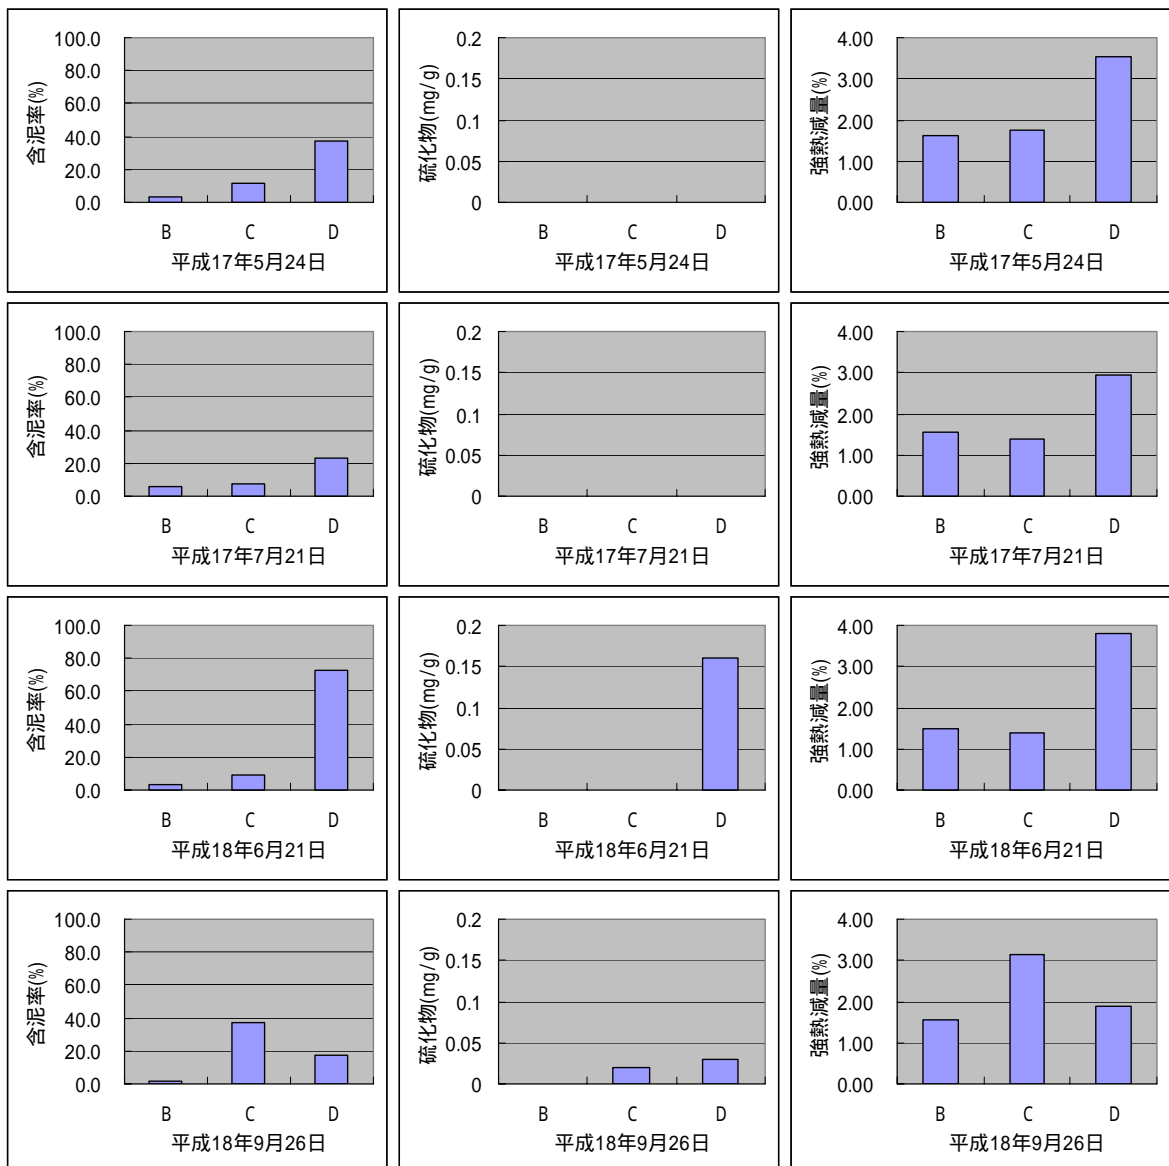 含泥率(%)
100.0
80.0
60.0
40.0
20.0
0.0
B C D
平成17年5月24日
硫化物(mg/g)
0.2
0.15
0.1
0.05
0
B C D
平成17年5月24日
強熱減量(%)
4.00
3.00
2.00
1.00
0.00
B C D
平成17年5月24日
含泥率(%)
100.0
80.0
60.0
40.0
20.0
0.0
B C D
平成17年7月21日
硫化物(mg/g)
0.2
0.15
0.1
0.05
0
B C D
平成17年7月21日
強熱減量(%)
4.00
3.00
2.00
1.00
0.00
B C D
平成17年7月21日
含泥率(%)
100.0
80.0
60.0
40.0
20.0
0.0
B C D
平成18年6月21日
硫化物(mg/g)
0.2
0.15
0.1
0.05
0
B C D
平成18年6月21日
強熱減量(%)
4.00
3.00
2.00
1.00
0.00
B C D
平成18年6月21日
含泥率(%)
100.0
80.0
60.0
40.0
20.0
0.0
B C D
平成18年9月26日
硫化物(mg/g)
0.2
0.15
0.1
0.05
0
B C D
平成18年9月26日
強熱減量(%)
4.00
3.00
2.00
1.00
0.00
B C D
平成18年9月26日